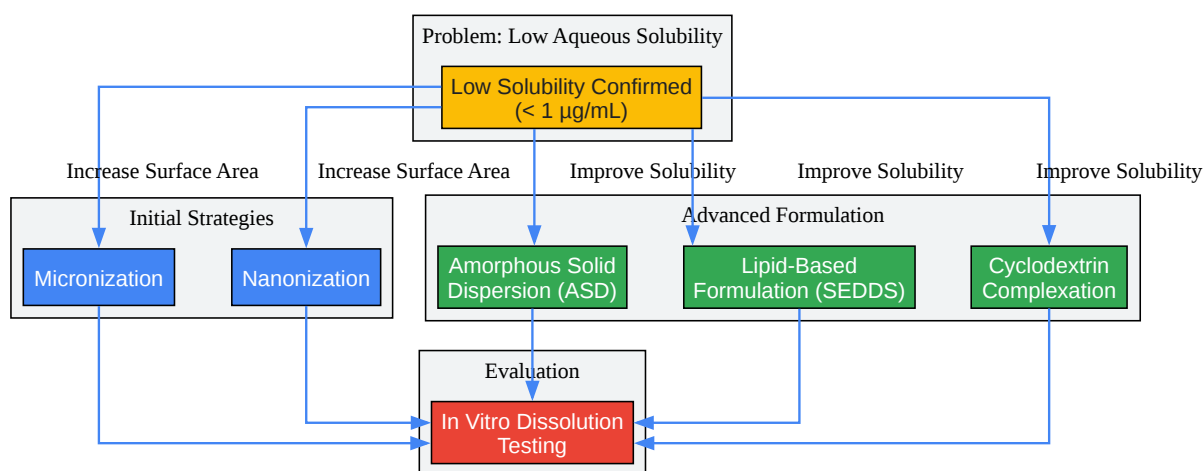 Problem: Low Aqueous Solubility
Low Solubility Confirmed
(< 1 µg/mL)
Increase Surface Area
Increase Surface Area
Improve Solubility
Improve Solubility
Improve Solubility
Initial Strategies
Advanced Formulation
Micronization
Nanonization
Amorphous Solid
Dispersion (ASD)
Lipid-Based
Formulation (SEDDS)
Cyclodextrin
Complexation
Evaluation
In Vitro Dissolution
Testing